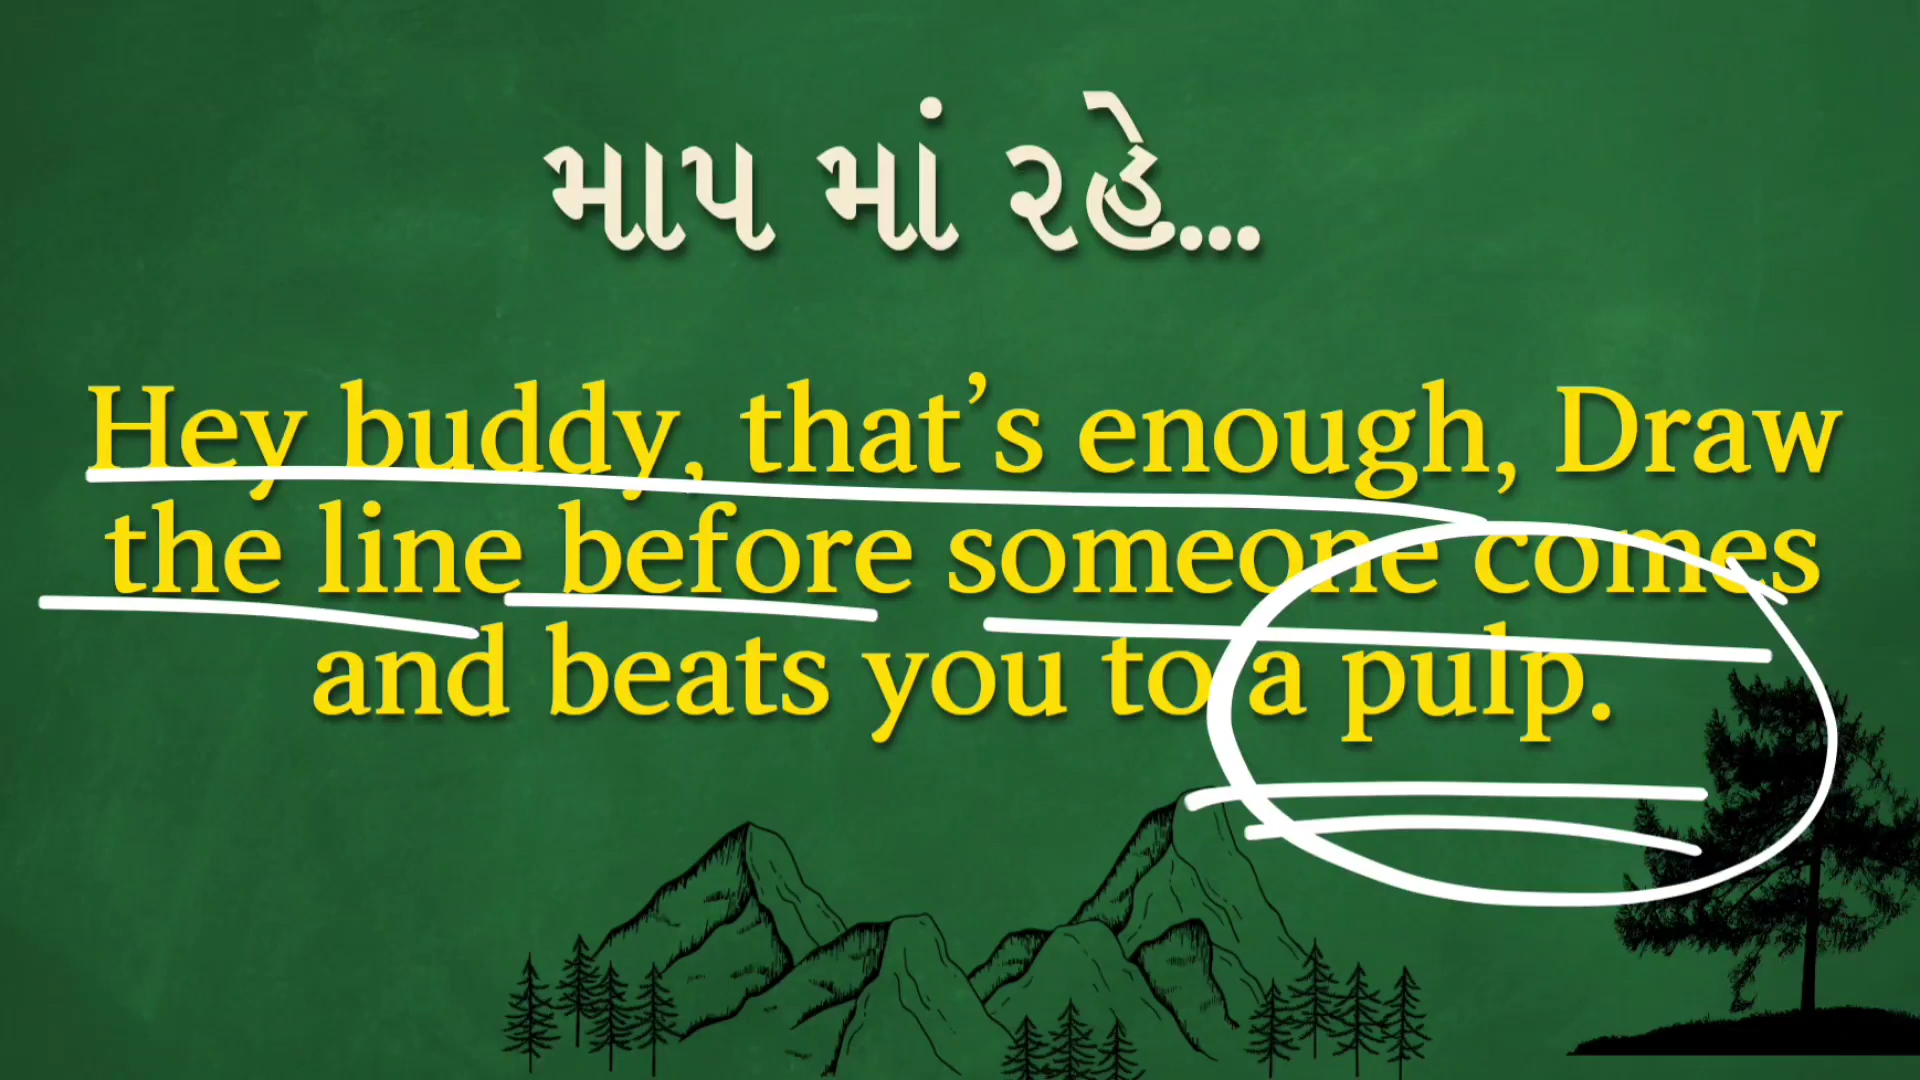 માપ માં રહે...
Hey buddy, that’s enough, Draw
the line before someone comes
and beats you to a pulp.